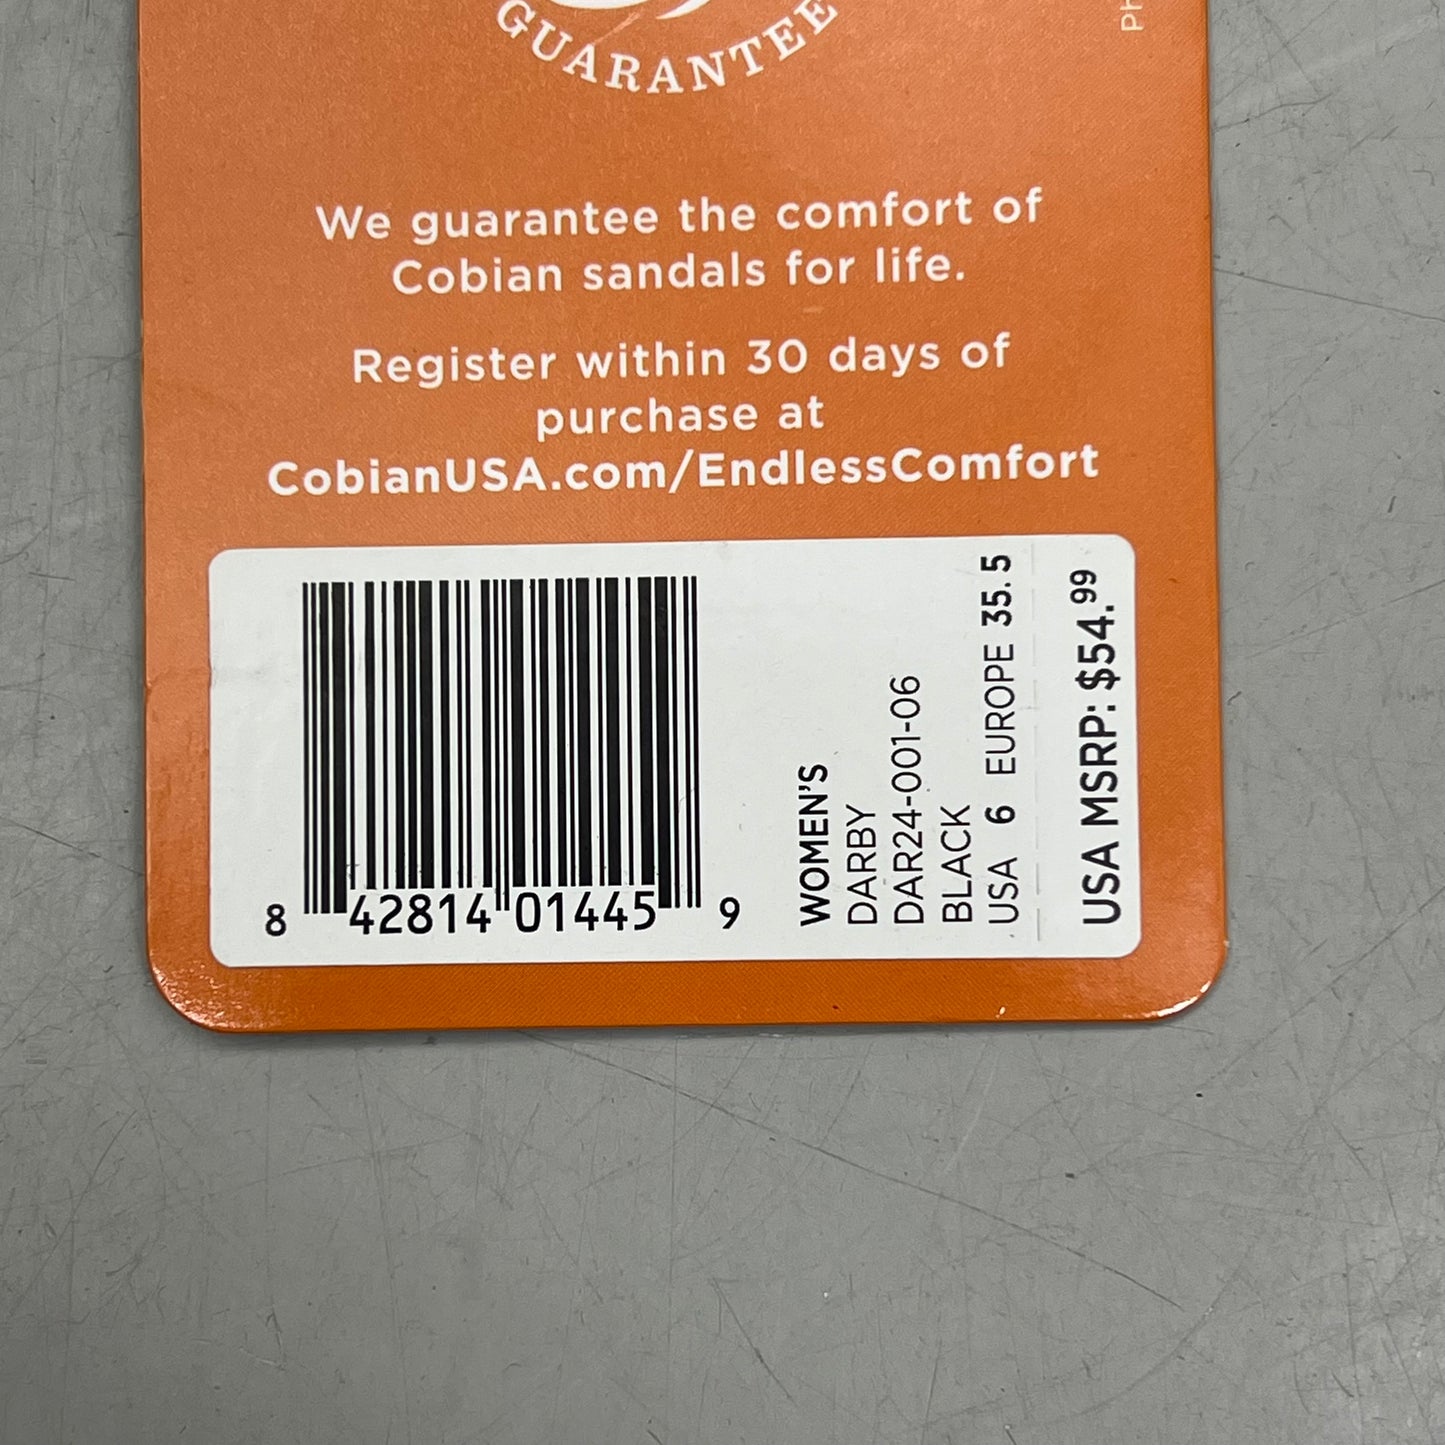 GUARANTEE
We guarantee the comfort of
Cobian sandals for life.
Register within 30 days of
purchase at
CobianUSA.com/EndlessComfort
8 42814 01445 9
WOMEN'S
DARBY
DAR24-001-06
BLACK
USA 6 EUROPE 35.5
USA MSRP: $54.99